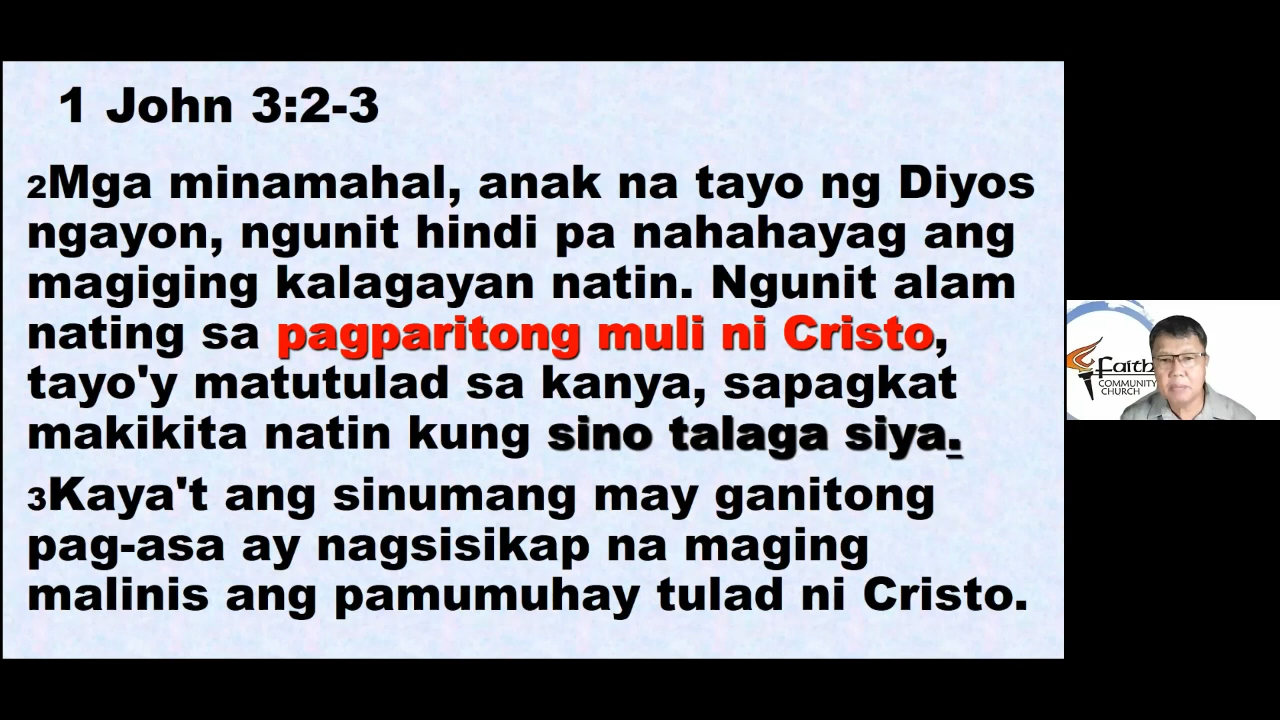 1 John 3:2-3
2Mga minamahal, anak na tayo ng Diyos
ngayon, ngunit hindi pa nahahayag ang
magiging kalagayan natin. Ngunit alam
nating sa pagparitong muli ni Cristo,
tayo'y matutulad sa kanya, sapagkat
makikita natin kung sino talaga siya.
3Kaya't ang sinumang may ganitong
pag-asa ay nagsisikap na maging
malinis ang pamumuhay tulad ni Cristo.
Faith
COMMUNITY
CHURCH